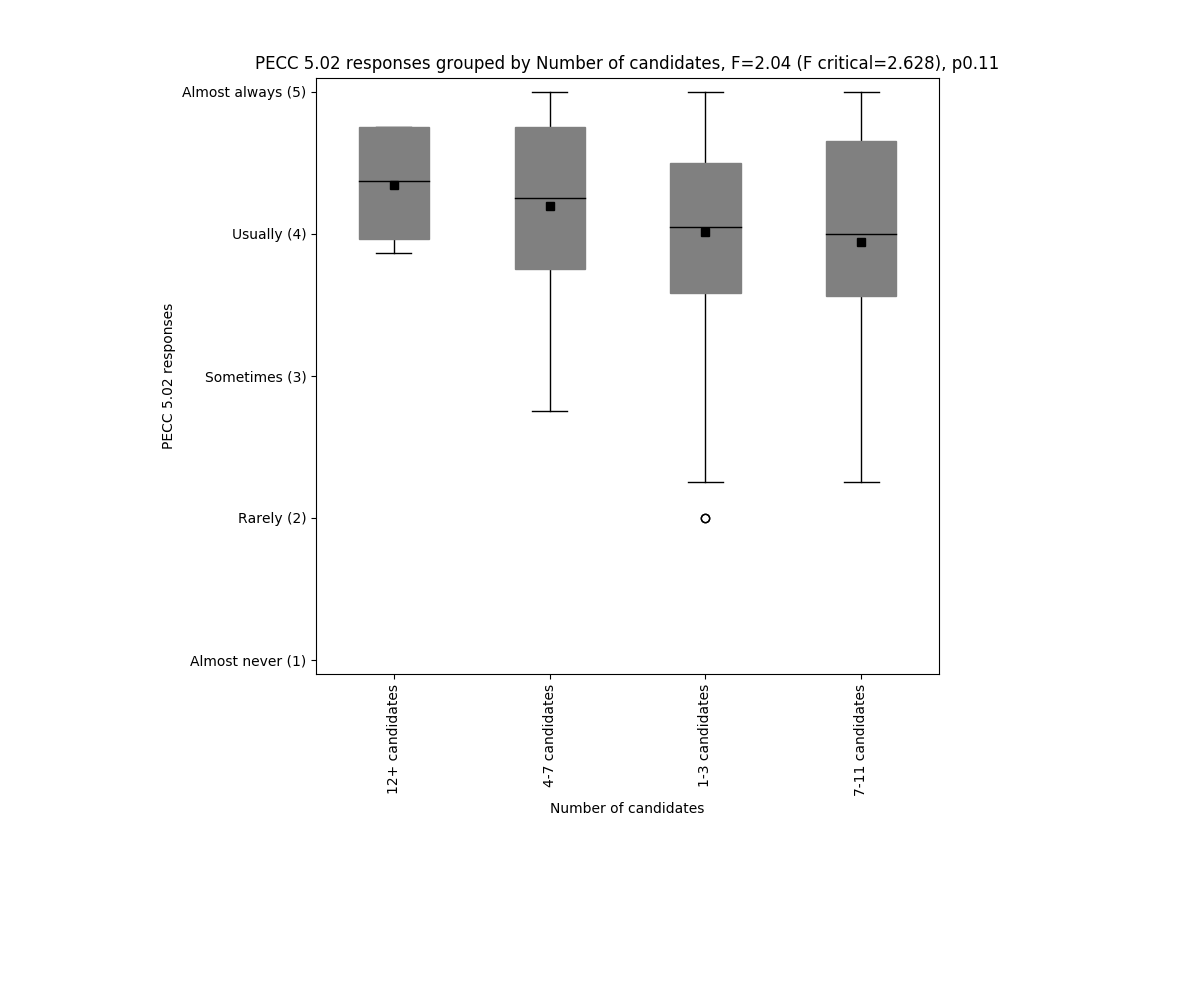 PECC 5.02 responses grouped by Number of candidates, F=2.04 (F critical=2.628), p0.11
Almost always (5)
Usually (4)
Sometimes (3)
Rarely (2)
Almost never (1)
PECC 5.02 responses
12+ candidates
4-7 candidates
1-3 candidates
7-11 candidates
Number of candidates